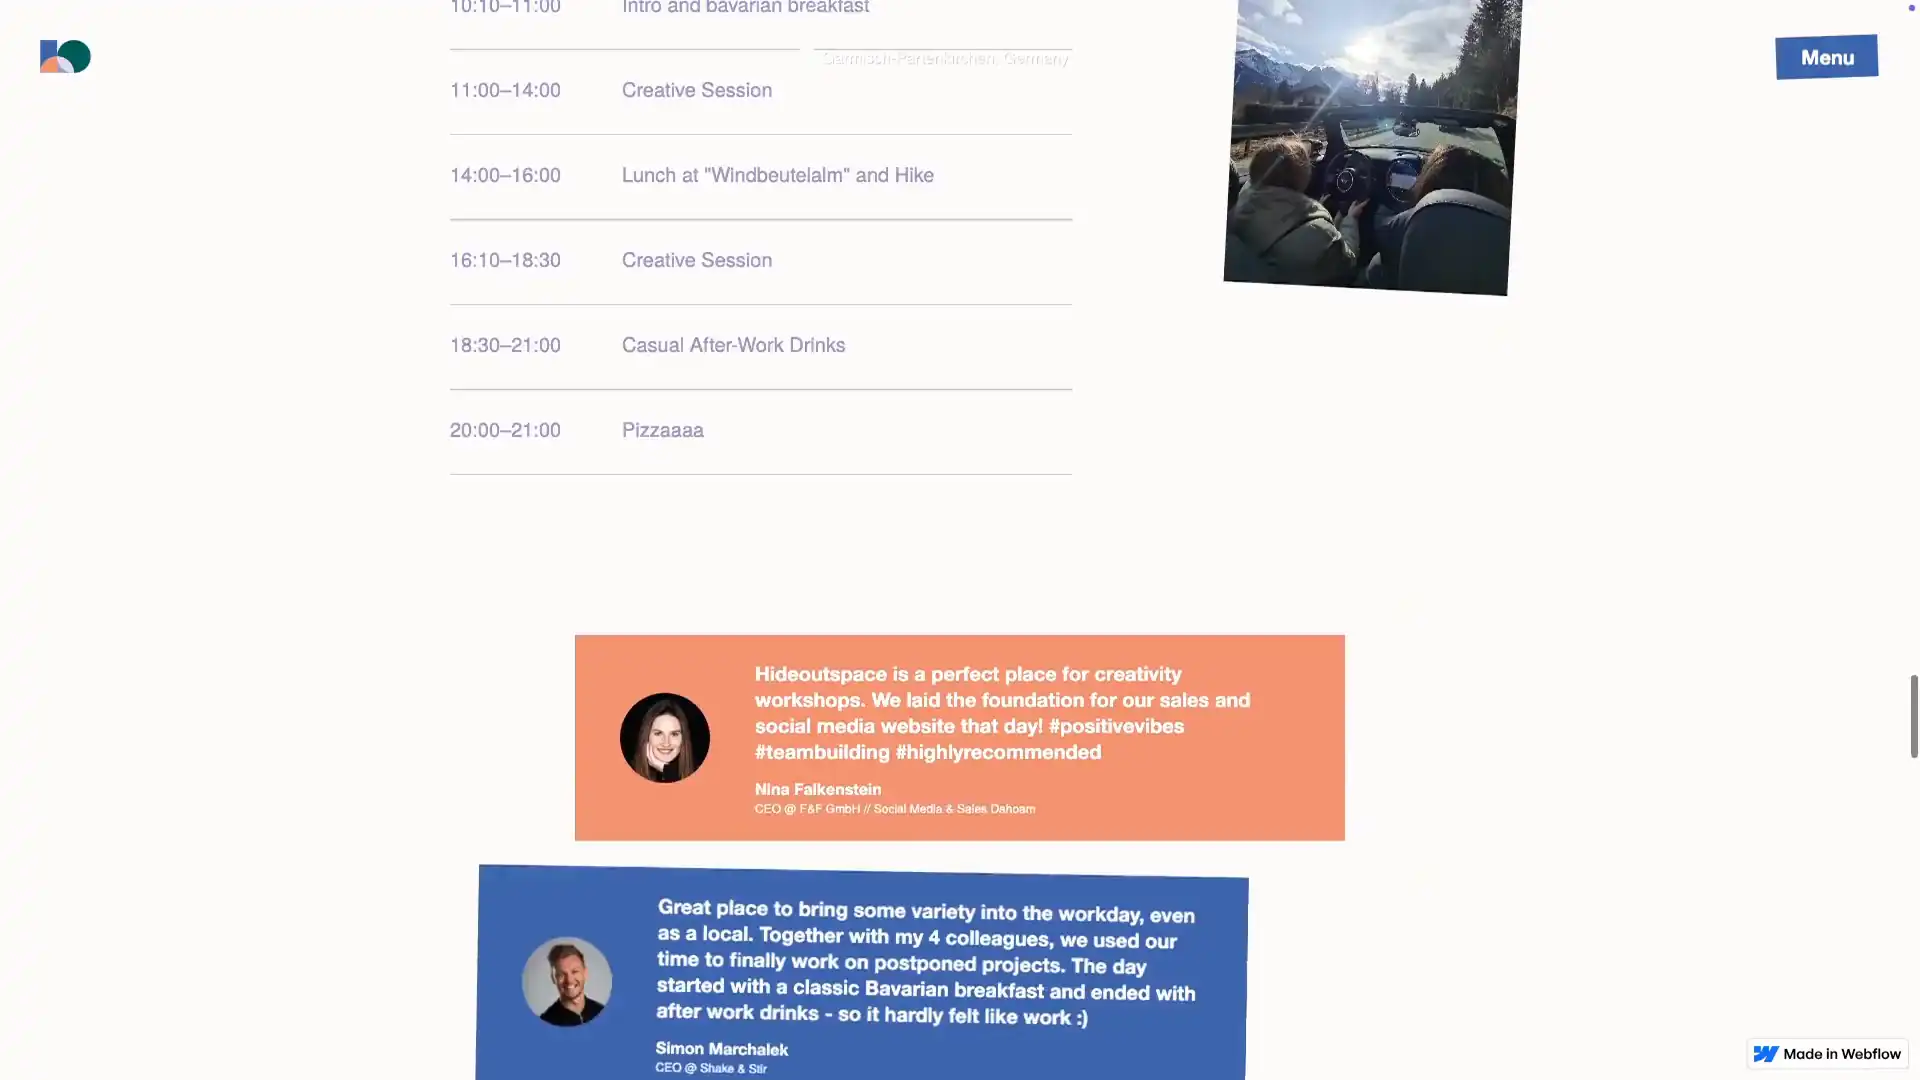 10:10–11:00 Intro and bavarian breakfast
Garmisch-Partenkirchen, Germany
Menu
11:00–14:00 Creative Session
14:00–16:00 Lunch at "Windbeutelalm" and Hike
16:10–18:30 Creative Session
18:30–21:00 Casual After-Work Drinks
20:00–21:00 Pizzaaaa
Hideoutspace is a perfect place for creativity
workshops. We laid the foundation for our sales and
social media website that day! #positivevibes
#teambuilding #highlyrecommended
Nina Falkenstein
CEO @ F&F GmbH // Social Media & Sales Dahoam
Great place to bring some variety into the workday, even
as a local. Together with my 4 colleagues, we used our
time to finally work on postponed projects. The day
started with a classic Bavarian breakfast and ended with
after work drinks - so it hardly felt like work :)
Simon Marchalek
CEO @ Shake & Stir
Made in Webflow